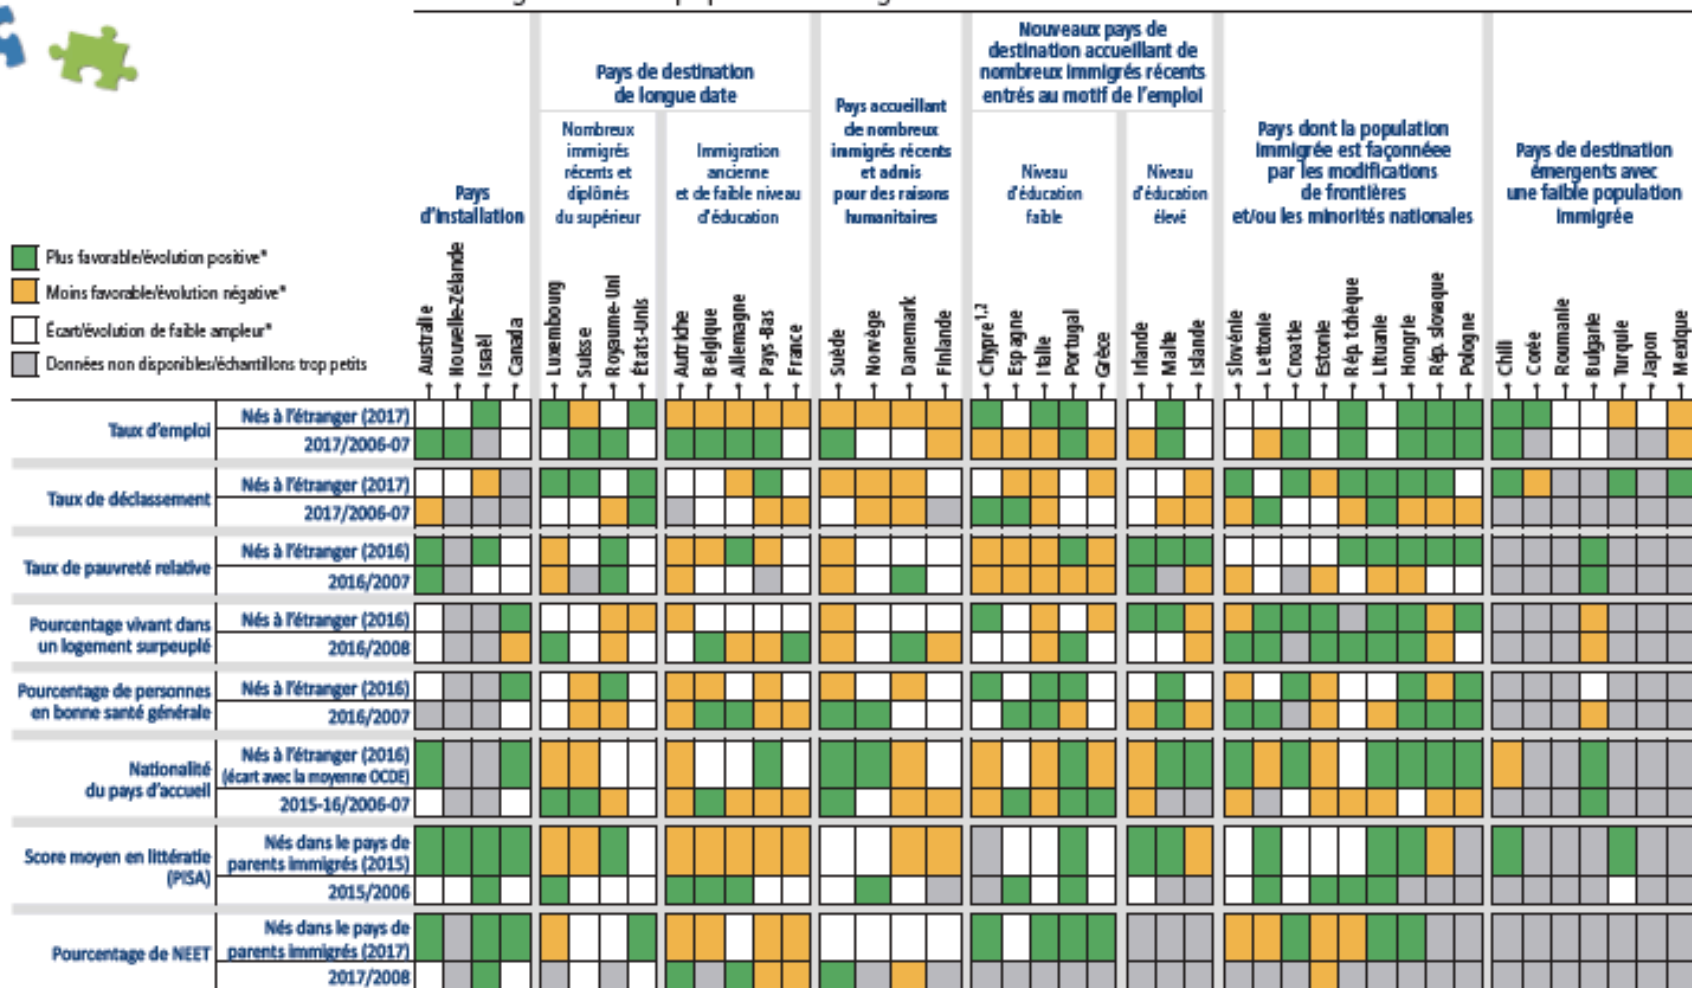 Nouveaux pays de
destination accueillant de
nombreux immigrés récents
entrés au motif de l'emploi
Pays de destination
de longue date
Pays accueillant
de nombreux
immigrés récents
et admis
pour des raisons
humanitaires
Nombreux
immigrés
récents et
diplômés
du supérieur
Immigration
ancienne
et de faible niveau
d'éducation
Niveau
d'éducation
faible
Niveau
d'éducation
élevé
Pays dont la population
immigrée est façonnéee
par les modifications
de frontières
et/ou les minorités nationales
Pays de destination
émergents avec
une faible population
immigrée
Pays
d'installation
Plus favorable/évolution positive*
Moins favorable/évolution négative*
Écart/évolution de faible ampleur*
Données non disponibles/échantillons trop petits
Australie
Nouvelle-Zélande
Israël
Canada
Luxembourg
Suisse
Royaume-Uni
États-Unis
Autriche
Belgique
Allemagne
Pays-Bas
France
Suède
Norvège
Danemark
Finlande
Chypre1,2
Espagne
Italie
Portugal
Grèce
Irlande
Malte
Islande
Slovénie
Lettonie
Croatie
Estonie
Rép. tchèque
Lituanie
Hongrie
Rép. slovaque
Pologne
Chili
Corée
Roumanie
Bulgarie
Turquie
Japon
Mexique
Taux d'emploi
Nés à l'étranger (2017)
2017/2006-07
Taux de déclassement
Nés à l'étranger (2017)
2017/2006-07
Taux de pauvreté relative
Nés à l'étranger (2016)
2016/2007
Pourcentage vivant dans
un logement surpeuplé
Nés à l'étranger (2016)
2016/2008
Pourcentage de personnes
en bonne santé générale
Nés à l'étranger (2016)
2016/2007
Nationalité
du pays d'accueil
Nés à l'étranger (2016)
(écart avec la moyenne OCDE)
2015-16/2006-07
Score moyen en littératie
(PISA)
Nés dans le pays de
parents immigrés (2015)
2015/2006
Pourcentage de NEET
Nés dans le pays de
parents immigrés (2017)
2017/2008